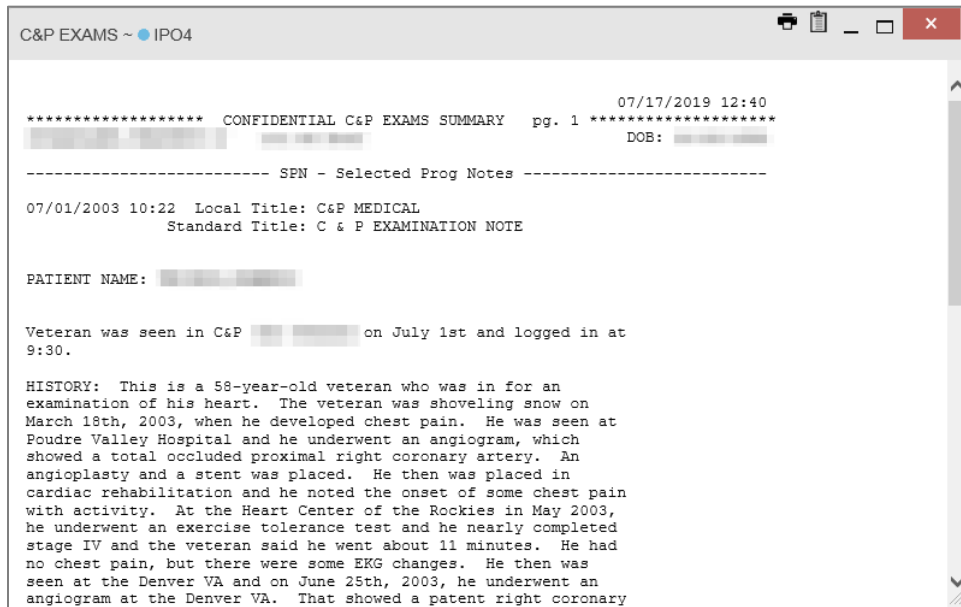 C&P EXAMS ~ IPO4
07/17/2019 12:40
******************* CONFIDENTIAL C&P EXAMS SUMMARY pg. 1 ********************
DOB:
-------------------------- SPN - Selected Prog Notes --------------------------
07/01/2003 10:22 Local Title: C&P MEDICAL
Standard Title: C & P EXAMINATION NOTE
PATIENT NAME:
Veteran was seen in C&P on July 1st and logged in at
9:30.
HISTORY: This is a 58-year-old veteran who was in for an
examination of his heart. The veteran was shoveling snow on
March 18th, 2003, when he developed chest pain. He was seen at
Poudre Valley Hospital and he underwent an angiogram, which
showed a total occluded proximal right coronary artery. An
angioplasty and a stent was placed. He then was placed in
cardiac rehabilitation and he noted the onset of some chest pain
with activity. At the Heart Center of the Rockies in May 2003,
he underwent an exercise tolerance test and he nearly completed
stage IV and the veteran said he went about 11 minutes. He had
no chest pain, but there were some EKG changes. He then was
seen at the Denver VA and on June 25th, 2003, he underwent an
angiogram at the Denver VA. That showed a patent right coronary